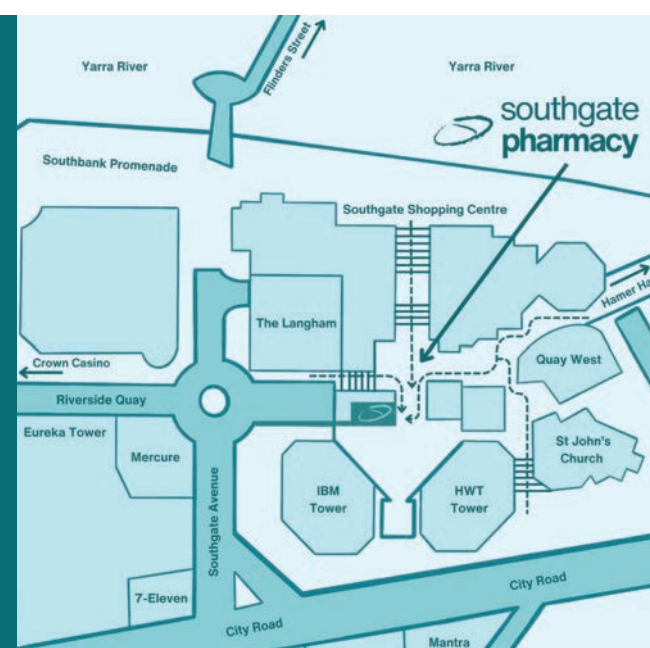 Yarra River
Flinders Street
Yarra River
southgate
pharmacy
Southbank Promenade
Southgate Shopping Centre
Hamer Ha
The Langham
Crown Casino
Quay West
Riverside Quay
Eureka Tower
Mercure
St John's
Church
IBM
Tower
HWT
Tower
Southgate Avenue
7-Eleven
City Road
City Road
Mantra